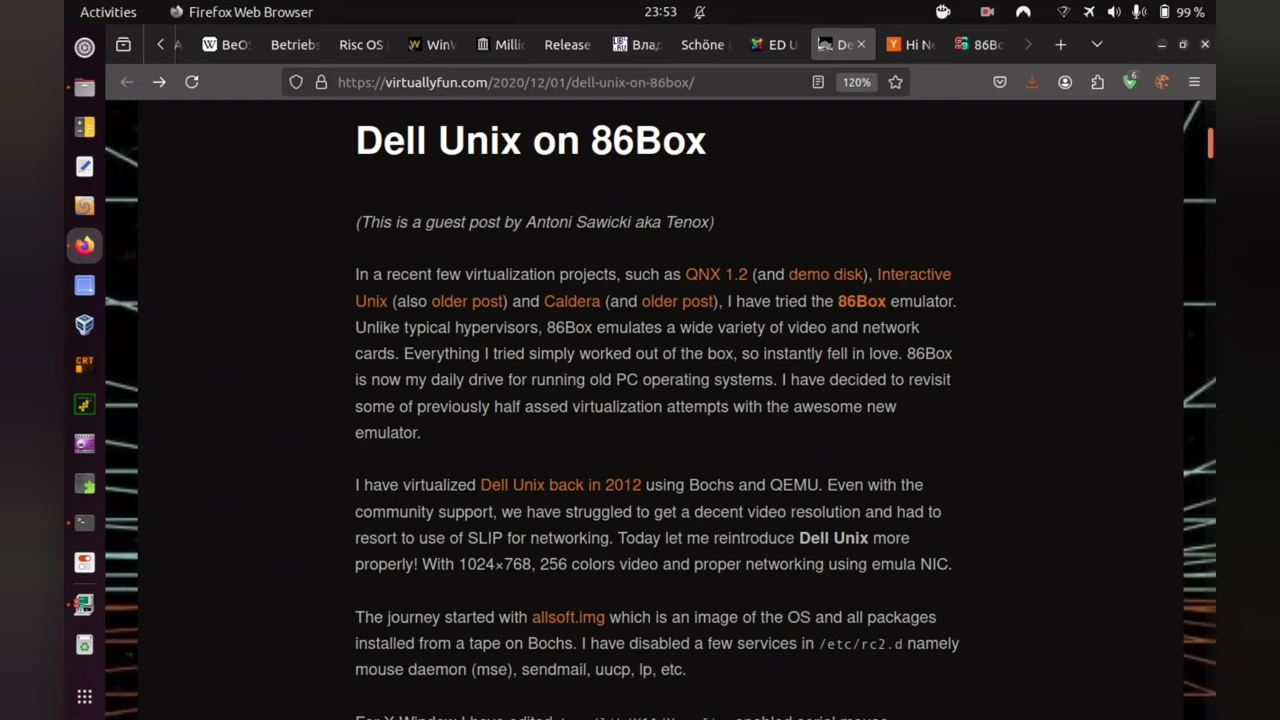 Activities Firefox Web Browser 23:53 99 %
A BeOS Betriebs Risc OS WinV Milli Release Влад Schöne ED U De Hi N 86Bo
https://virtuallyfun.com/2020/12/01/dell-unix-on-86box/ 120% 6
Dell Unix on 86Box
(This is a guest post by Antoni Sawicki aka Tenox)
In a recent few virtualization projects, such as QNX 1.2 (and demo disk), Interactive
Unix (also older post) and Caldera (and older post), I have tried the 86Box emulator.
Unlike typical hypervisors, 86Box emulates a wide variety of video and network
cards. Everything I tried simply worked out of the box, so instantly fell in love. 86Box
is now my daily drive for running old PC operating systems. I have decided to revisit
some of previously half assed virtualization attempts with the awesome new
emulator.
I have virtualized Dell Unix back in 2012 using Bochs and QEMU. Even with the
community support, we have struggled to get a decent video resolution and had to
resort to use of SLIP for networking. Today let me reintroduce Dell Unix more
properly! With 1024×768, 256 colors video and proper networking using emula NIC.
The journey started with allsoft.img which is an image of the OS and all packages
installed from a tape on Bochs. I have disabled a few services in /etc/rc2.d namely
mouse daemon (mse), sendmail, uucp, lp, etc.
CRT